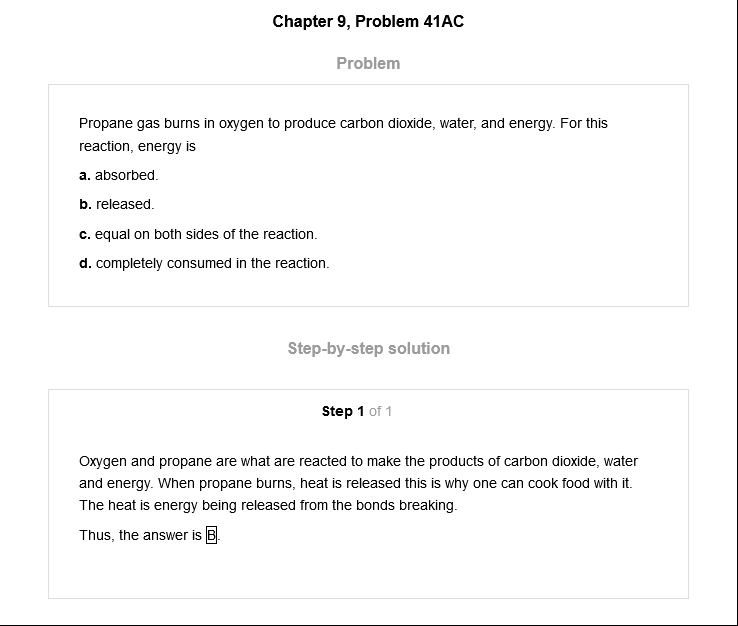 Chapter 9, Problem 41AC
Problem
Propane gas burns in oxygen to produce carbon dioxide, water, and energy. For this
reaction, energy is
a. absorbed.
b. released.
c. equal on both sides of the reaction.
d. completely consumed in the reaction.
Step-by-step solution
Step 1 of 1
Oxygen and propane are what are reacted to make the products of carbon dioxide, water
and energy. When propane burns, heat is released this is why one can cook food with it.
The heat is energy being released from the bonds breaking.
Thus, the answer is B.